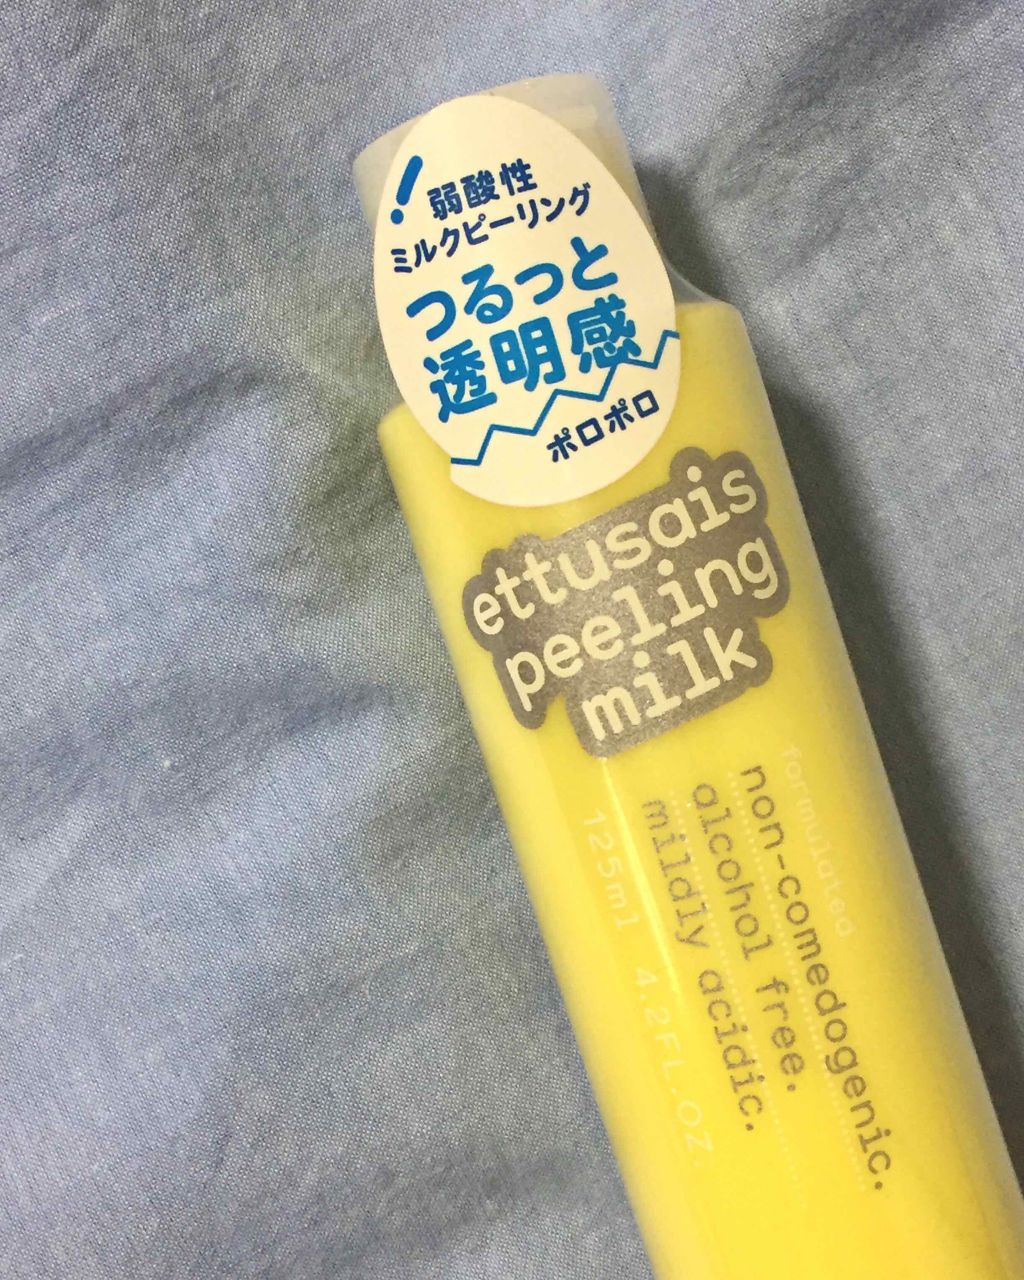 !
弱酸性
ミルクピーリング
つるっと
透明感
ポロポロ
ettusais
peeling
milk
formulated
non-comedogenic.
alcohol free.
mildly acidic.
125ml 4.2FL.OZ.